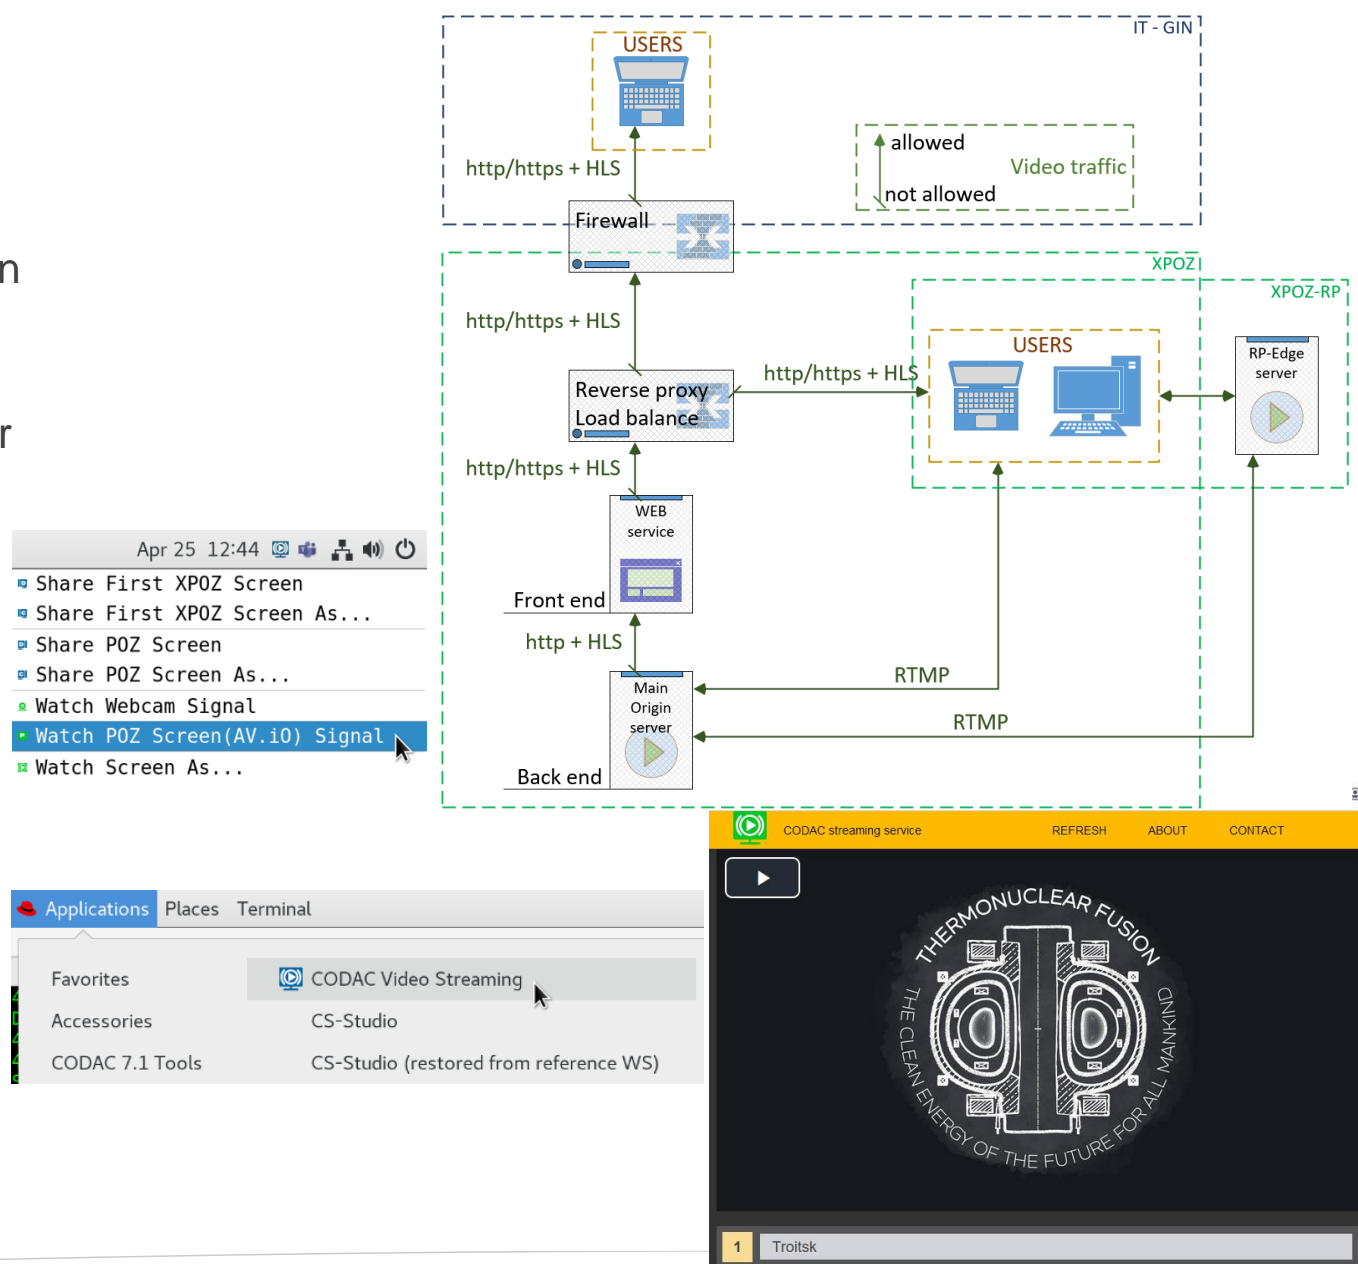 n
r
IT - GIN
USERS
allowed
Video traffic
not allowed
http/https + HLS
Firewall
XPOZ
XPOZ-RP
http/https + HLS
USERS
RP-Edge
server
http/https + HLS
Reverse proxy
Load balance
http/https + HLS
WEB
service
Front end
http + HLS
RTMP
Main
Origin
server
RTMP
Back end
Apr 25 12:44
Share First XPOZ Screen
Share First XPOZ Screen As...
Share POZ Screen
Share POZ Screen As...
Watch Webcam Signal
Watch POZ Screen(AV.iO) Signal
Watch Screen As...
Applications Places Terminal
Favorites
CODAC Video Streaming
Accessories
CS-Studio
CODAC 7.1 Tools
CS-Studio (restored from reference WS)
CODAC streaming service REFRESH ABOUT CONTACT
THERMONUCLEAR FUSION
THE CLEAN ENERGY OF THE FUTURE FOR ALL MANKIND
1 Troitsk